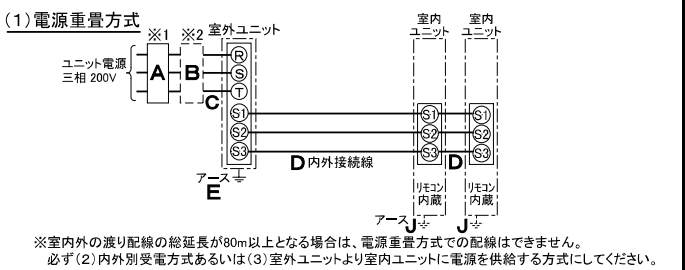 (1)電源重畳方式
※1 ※2 室外ユニット 室内ユニット 室内ユニット
ユニット電源
三相 200V
A B C
R
S
T
S1 S1 S1
S2 S2 S2
S3 S3 S3
D内外接続線 D
アース
E
リモコン内蔵 リモコン内蔵
アース J J
※室内外の渡り配線の総延長が80m以上となる場合は、電源重畳方式での配線はできません。
必ず(2)内外別受電方式あるいは(3)室外ユニットより室内ユニットに電源を供給する方式にしてください。